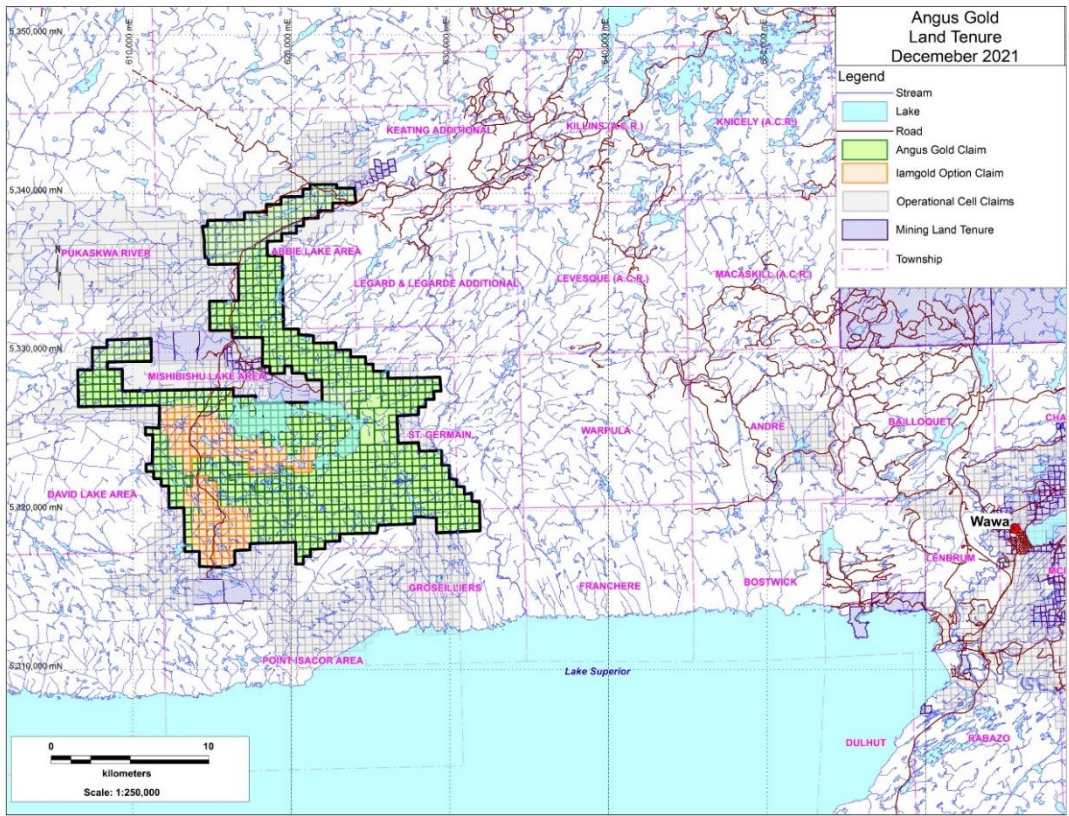 Angus Gold
Land Tenure
Decemeber 2021
Legend
Stream
Lake
Road
Angus Gold Claim
Iamgold Option Claim
Operational Cell Claims
Mining Land Tenure
Township
5,350,000 mN
5,340,000 mN
5,330,000 mN
5,320,000 mN
5,310,000 mN
610,000 mE
620,000 mE
630,000 mE
640,000 mE
KEATING ADDITIONAL
KILLINS (A.C.R.)
KNICELY (A.C.R.)
PUKASKWA RIVER
N
ABBIE LAKE AREA
LEGARD & LEGARDE ADDITIONAL
LEVESQUE (A.C.R.)
MACASKILL (A.C.R.)
MISHIBISHU LAKE AREA
ST. GERMAIN
WARPULA
ANDRE
BAILLOQUET
CHA
DAVID LAKE AREA
Wawa
LENDRUM
GROSEILLIERS
FRANCHERE
BOSTWICK
POINT ISACOR AREA
Lake Superior
DULHUT
RABAZO
0 10
kilometers
Scale: 1:250,000